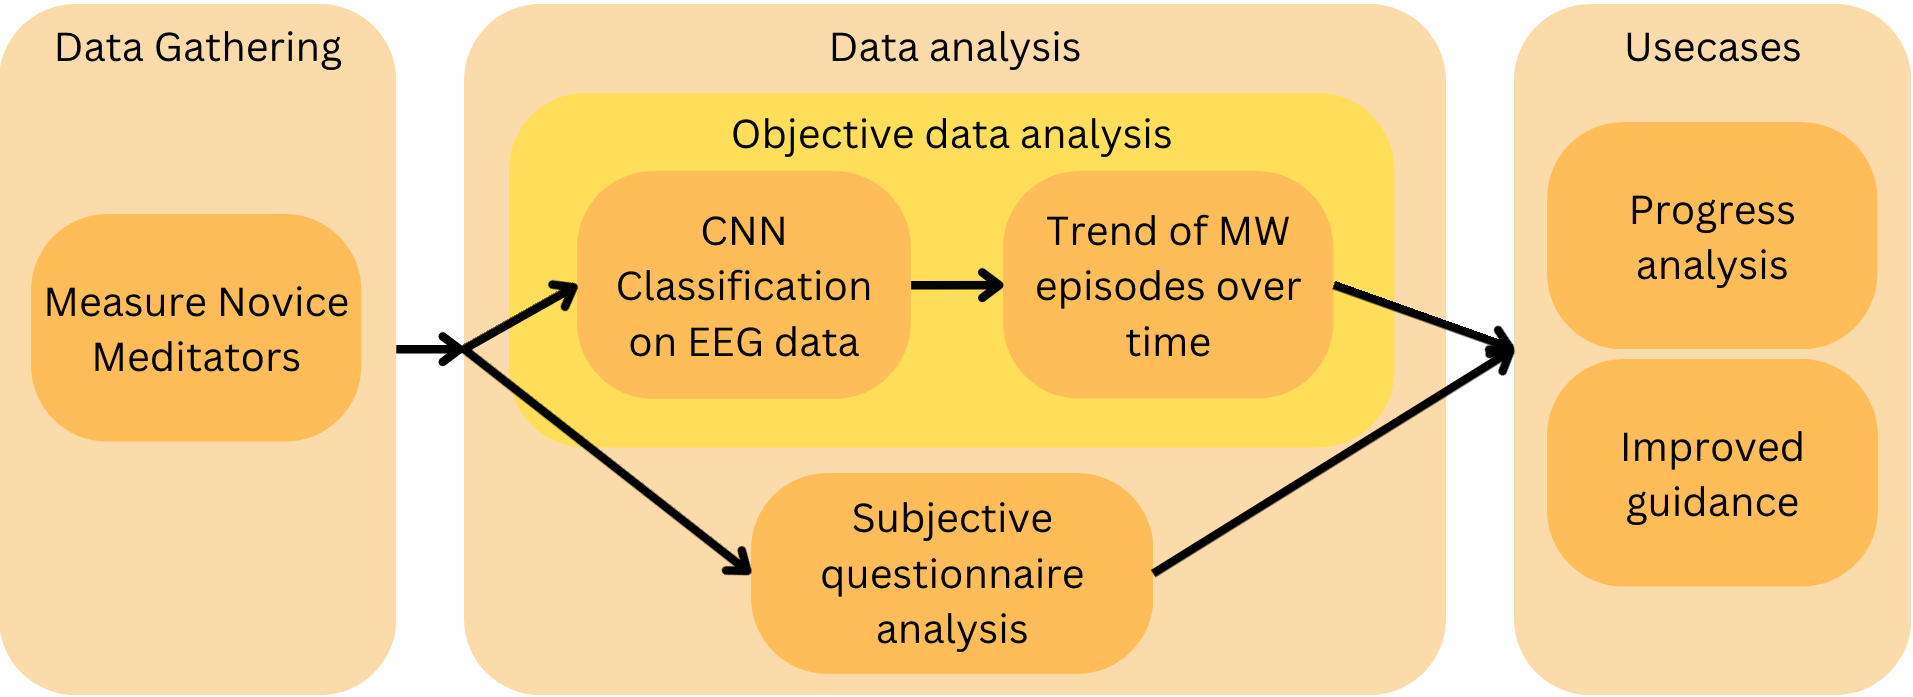 Data Gathering
Measure Novice
Meditators
Data analysis
Objective data analysis
CNN
Classification
on EEG data
Trend of MW
episodes over
time
Subjective
questionnaire
analysis
Usecases
Progress
analysis
Improved
guidance